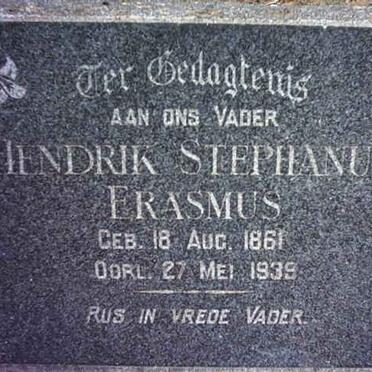 Ter Gedagtenis
AAN ONS VADER
HENDRIK STEPHANU
ERASMUS
GEB. 18 AUG. 1861
OORL. 27 MEI 1939
RUS IN VREDE VADER.